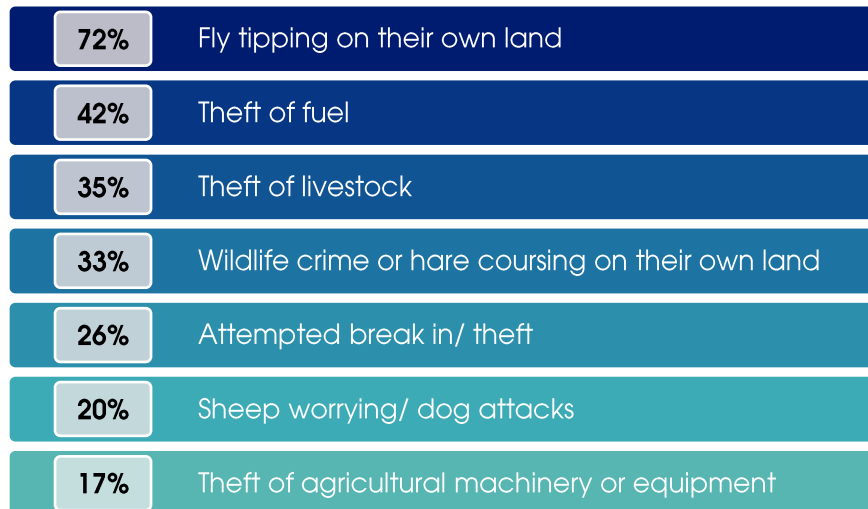 72% Fly tipping on their own land
42% Theft of fuel
35% Theft of livestock
33% Wildlife crime or hare coursing on their own land
26% Attempted break in/ theft
20% Sheep worrying/ dog attacks
17% Theft of agricultural machinery or equipment